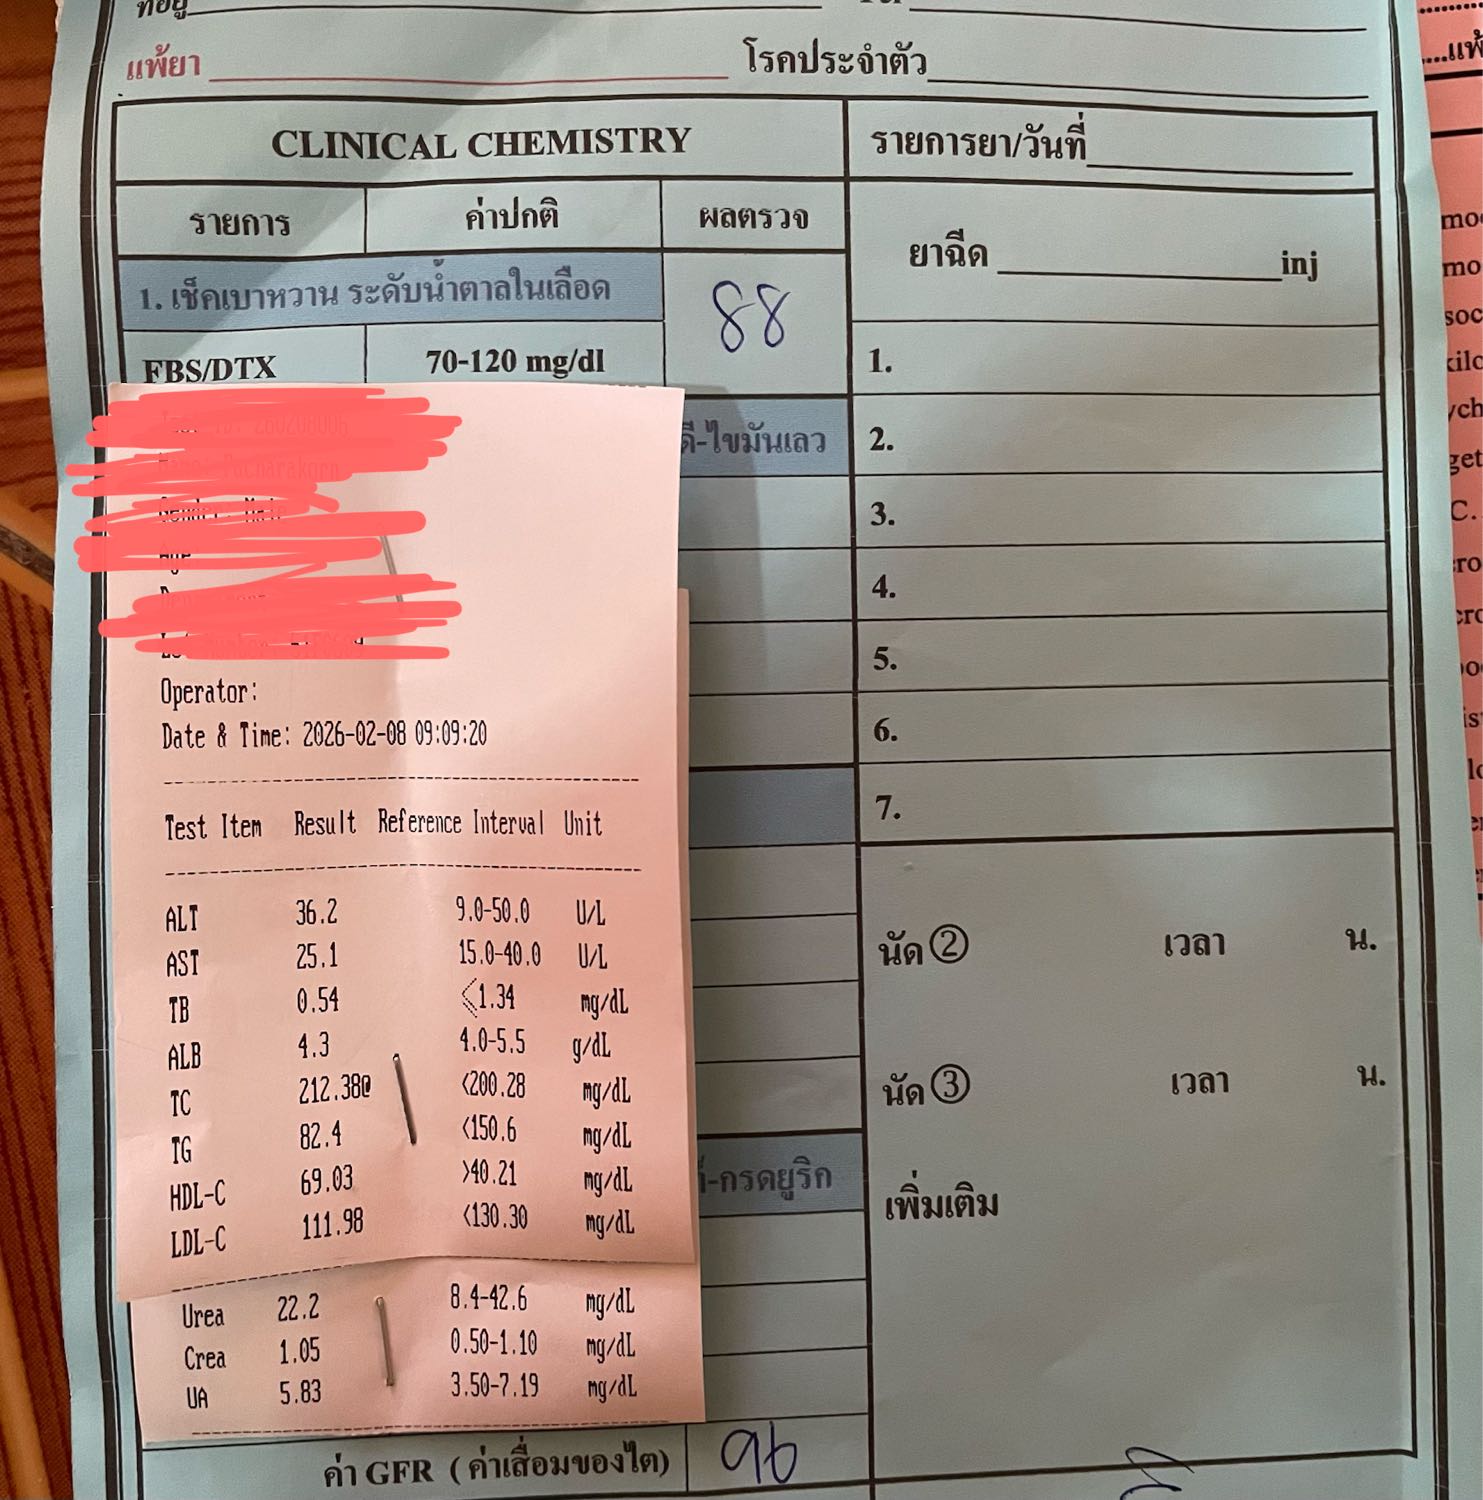 ที่อยู่
แพ้ยา โรคประจำตัว
CLINICAL CHEMISTRY
รายการ ค่าปกติ ผลตรวจ
1. เช็คเบาหวาน ระดับน้ำตาลในเลือด
88
FBS/DTX 70-120 mg/dl
ดี-ไขมันเลว
Operator:
Date & Time: 2026-02-08 09:09:20
Test Item Result Reference Interval Unit
ALT 36.2 9.0-50.0 U/L
AST 25.1 15.0-40.0 U/L
TB 0.54 ≤1.34 mg/dL
ALB 4.3 4.0-5.5 g/dL
TC 212.38@ <200.28 mg/dL
TG 82.4 <150.6 mg/dL
HDL-C 69.03 >40.21 mg/dL
LDL-C 111.98 <130.30 mg/dL
-กรดยูริก
Urea 22.2 8.4-42.6 mg/dL
Crea 1.05 0.50-1.10 mg/dL
UA 5.83 3.50-7.19 mg/dL
ค่า GFR (ค่าเสื่อมของไต) 96
รายการยา/วันที่
ยาฉีด inj
1.
2.
3.
4.
5.
6.
7.
นัด ② เวลา น.
นัด ③ เวลา น.
เพิ่มเติม